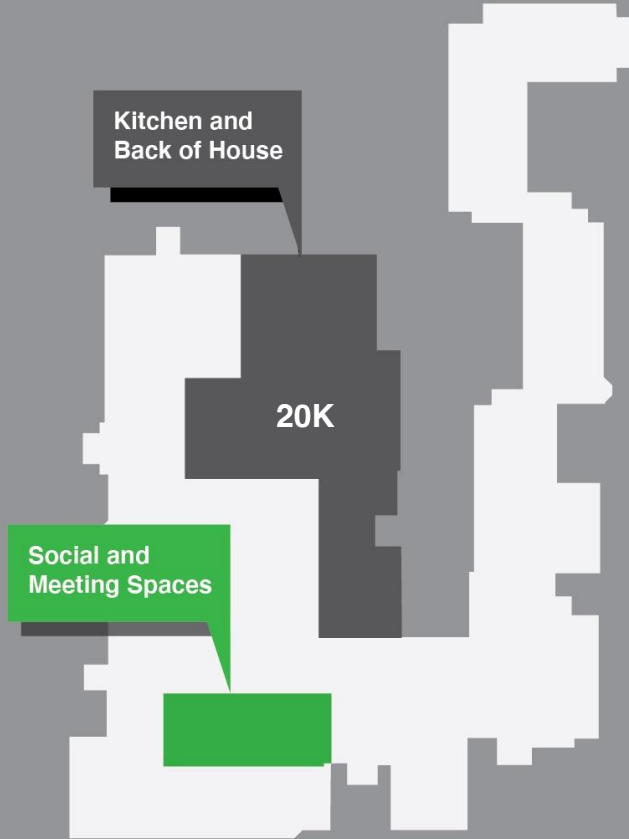 Kitchen and
Back of House
20K
Social and
Meeting Spaces